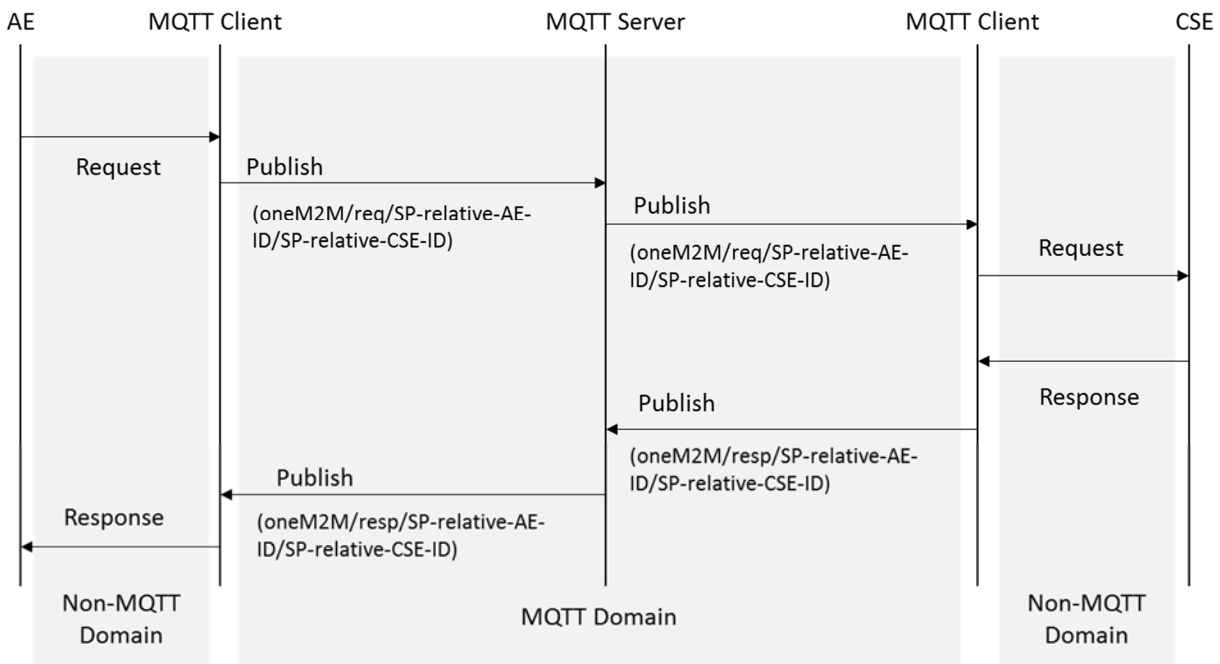 AE
MQTT Client
MQTT Server
MQTT Client
CSE
Request
Publish
(oneM2M/req/SP-relative-AE-
ID/SP-relative-CSE-ID)
Publish
(oneM2M/req/SP-relative-AE-
ID/SP-relative-CSE-ID)
Request
Response
Publish
(oneM2M/resp/SP-relative-AE-
ID/SP-relative-CSE-ID)
Publish
(oneM2M/resp/SP-relative-AE-
ID/SP-relative-CSE-ID)
Response
Non-MQTT
Domain
MQTT Domain
Non-MQTT
Domain